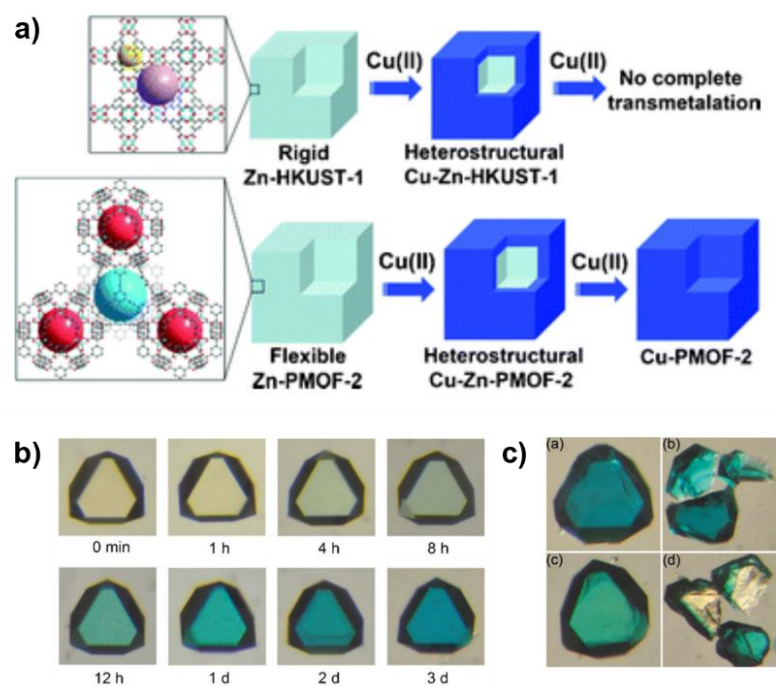 a)
Cu(II)
Cu(II)
No complete
transmetalation
Rigid
Zn-HKUST-1
Heterostructural
Cu-Zn-HKUST-1
Cu(II)
Cu(II)
Flexible
Zn-PMOF-2
Heterostructural
Cu-Zn-PMOF-2
Cu-PMOF-2
b)
0 min
1 h
4 h
8 h
12 h
1 d
2 d
3 d
c)
(a)
(b)
(c)
(d)